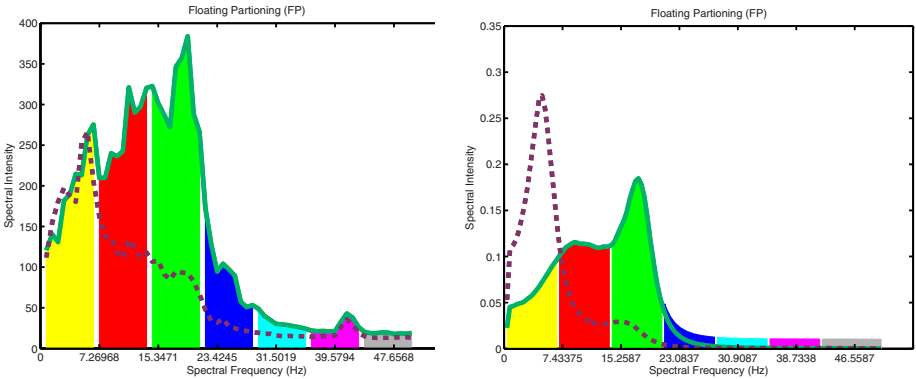 Floating Partioning (FP)
400
350
300
250
200
150
100
50
0
Spectral Intensity
0 7.26968 15.3471 23.4245 31.5019 39.5794 47.6568
Spectral Frequency (Hz)
Floating Partioning (FP)
0.35
0.3
0.25
0.2
0.15
0.1
0.05
0
Spectral Intensity
0 7.43375 15.2587 23.0837 30.9087 38.7338 46.5587
Spectral Frequency (Hz)